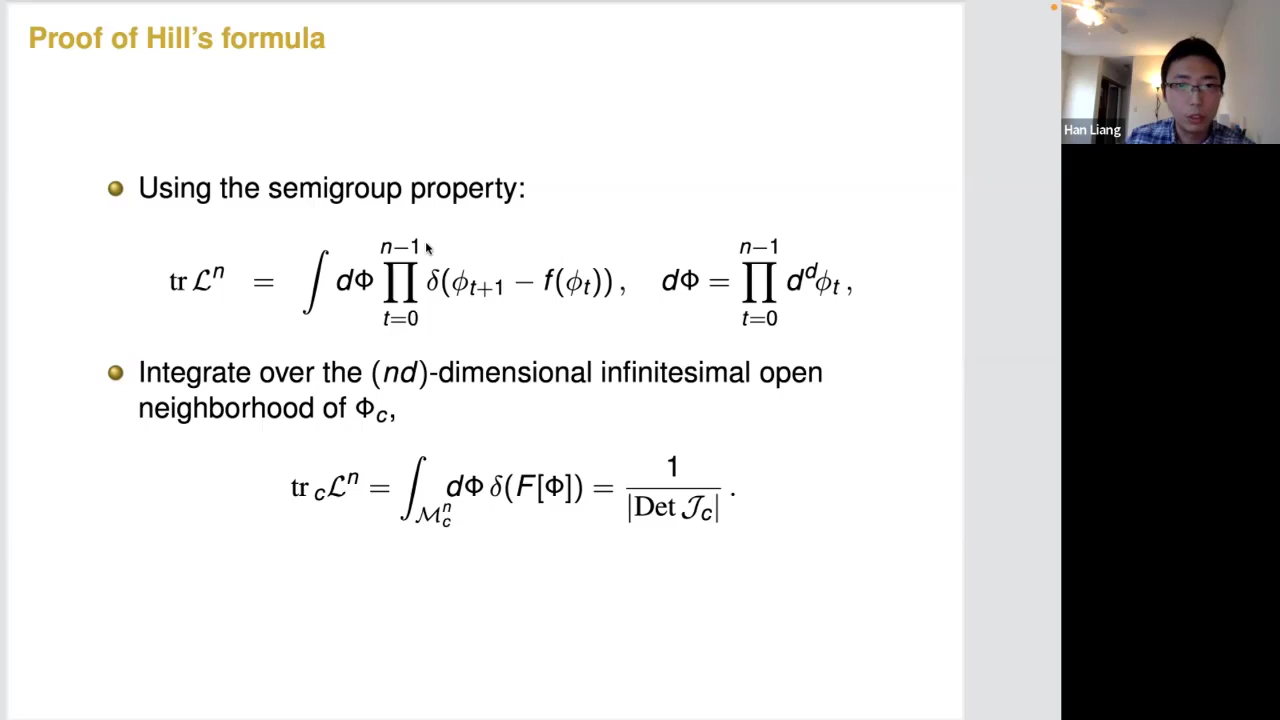 Proof of Hill's formula
Han Liang
Using the semigroup property:
tr 𝓛ⁿ = ∫ dΦ ∏_{t=0}^{n−1} δ(ϕ_{t+1} − f(ϕ_t)) , dΦ = ∏_{t=0}^{n−1} d^d ϕ_t ,
Integrate over the (nd)-dimensional infinitesimal open
neighborhood of Φ_c,
tr _c 𝓛ⁿ = ∫_{𝓜_c^n} dΦ δ(F[Φ]) = 1 / |Det 𝒥_c| .